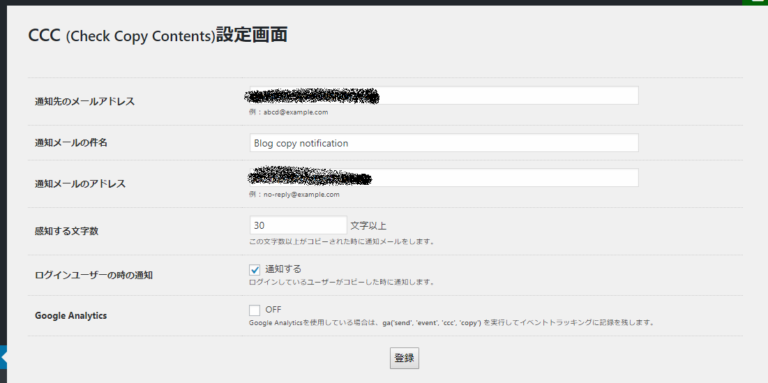 CCC (Check Copy Contents)設定画面
通知先のメールアドレス
例：abcd@example.com
通知メールの件名
Blog copy notification
通知メールのアドレス
例：no-reply@example.com
感知する文字数
30 文字以上
この文字数以上がコピーされた時に通知メールをします。
ログインユーザーの時の通知
通知する
ログインしているユーザーがコピーした時に通知します。
Google Analytics
OFF
Google Analyticsを使用している場合は、ga('send', 'event', 'ccc', 'copy') を実行してイベントトラッキングに記録を残します。
登録